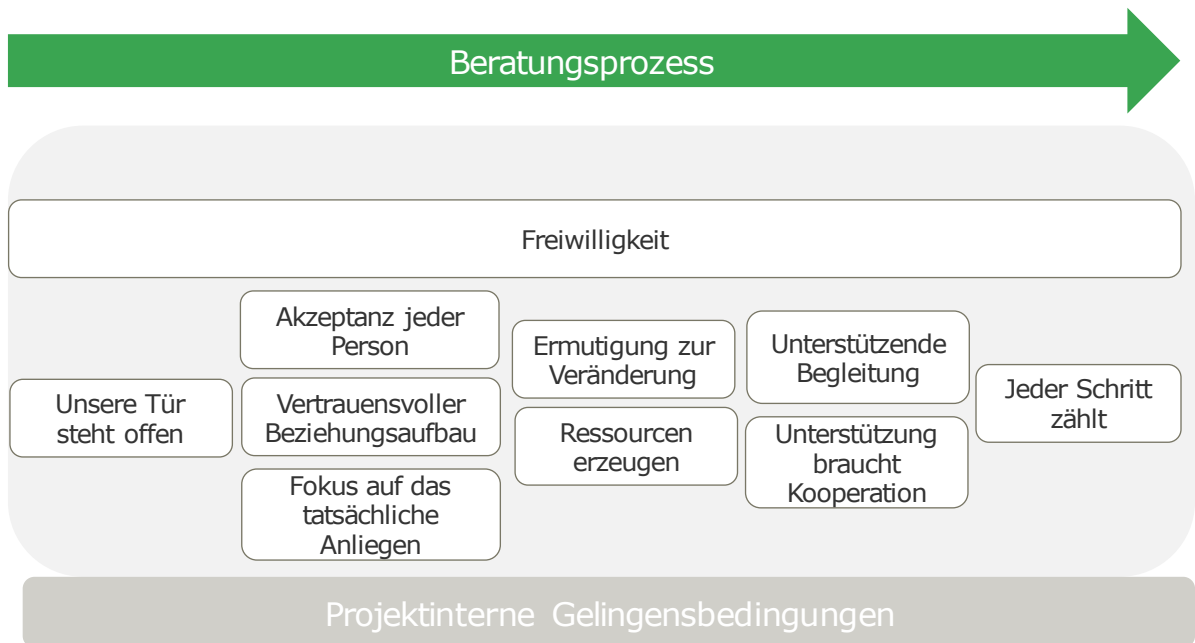 Beratungsprozess
Freiwilligkeit
Unsere Tür
steht offen
Akzeptanz jeder
Person
Vertrauensvoller
Beziehungsaufbau
Fokus auf das
tatsächliche
Anliegen
Ermutigung zur
Veränderung
Ressourcen
erzeugen
Unterstützende
Begleitung
Unterstützung
braucht
Kooperation
Jeder Schritt
zählt
Projektinterne Gelingensbedingungen